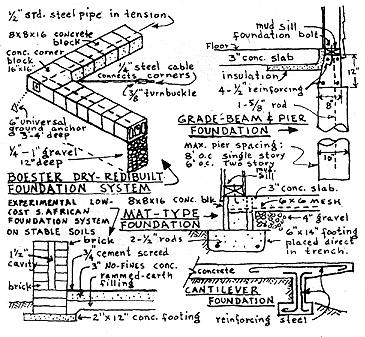 ½" STD. steel pipe in tension
8X8X16 concrete
block
conc. corner
blocks
16X16
½" steel cable
connects corners
3/8" turnbuckle
6" universal
ground anchor
3'-4' deep
¼"-1" gravel
12" deep
BOESTER DRY-REDIBUILT
FOUNDATION SYSTEM
mud sill
foundation bolt
Floor
3" conc. slab
insulation
4-½" reinforcing
1-5/8" rod
12"
8"
GRADE-BEAM & PIER
FOUNDATION
max. pier spacing:
8' o.c. single story
6' o.c. Two story
10"
EXPERIMENTAL LOW-
COST S. AFRICAN
FOUNDATION SYSTEM
ON STABLE SOILS
8X8X16 conc. blk.
MAT-TYPE
FOUNDATION
2-½" rods
3" conc. slab.
6X6 MESH
4" gravel
6"X14" footing
placed direct
in trench.
brick
1½"
cavity
¾" cement screed
3" NO-FINES CONC.
rammed-earth
filling
brick
2"X12" conc. footing
concrete
CANTILEVER
FOUNDATION
reinforcing steel